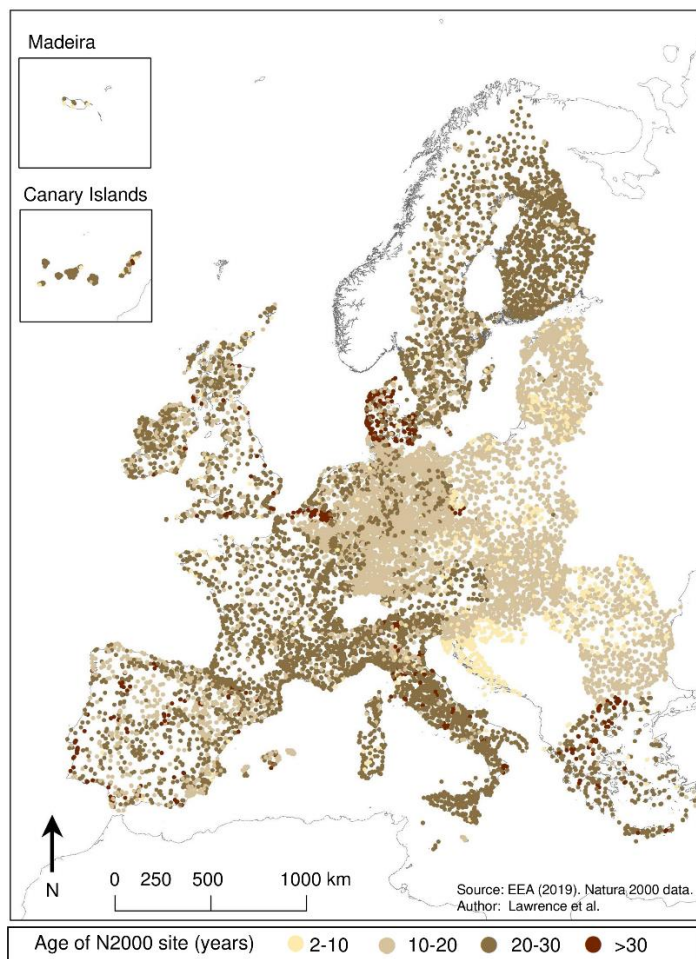 Madeira
Canary Islands
N
0 250 500 1000 km
Source: EEA (2019). Natura 2000 data.
Author: Lawrence et al.
Age of N2000 site (years) 2-10 10-20 20-30 >30